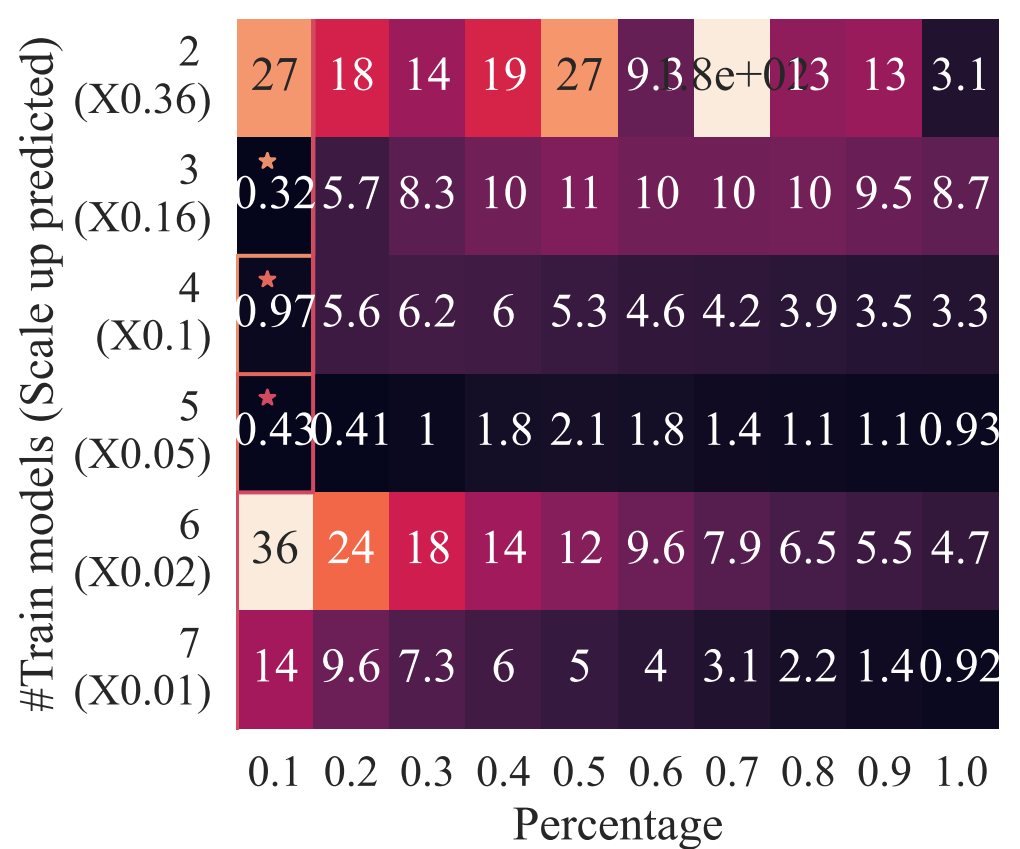 #Train models (Scale up predicted)
2
(X0.36)
27 18 14 19 27 9.3 1.8e+02 13 13 3.1
3
(X0.16)
0.32 5.7 8.3 10 11 10 10 10 9.5 8.7
4
(X0.1)
0.97 5.6 6.2 6 5.3 4.6 4.2 3.9 3.5 3.3
5
(X0.05)
0.43 0.41 1 1.8 2.1 1.8 1.4 1.1 1.1 0.93
6
(X0.02)
36 24 18 14 12 9.6 7.9 6.5 5.5 4.7
7
(X0.01)
14 9.6 7.3 6 5 4 3.1 2.2 1.4 0.92
0.1 0.2 0.3 0.4 0.5 0.6 0.7 0.8 0.9 1.0
Percentage